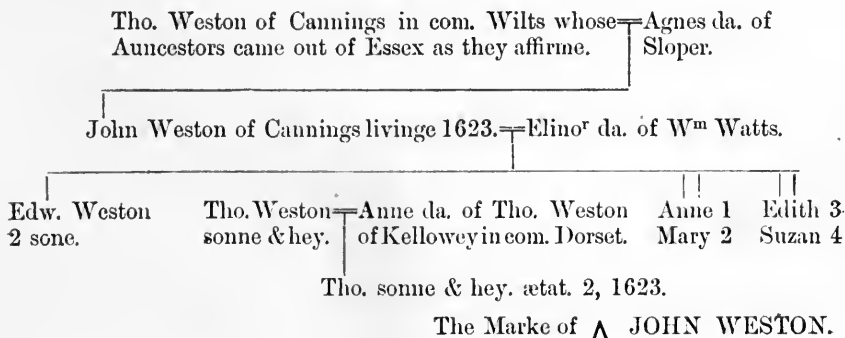 Tho. Weston of Cannings in com. Wilts whose=Agnes da. of
Auncestors came out of Essex as they affirme. Sloper.
John Weston of Cannings livinge 1623.=Elinor da. of Wm Watts.
Edw. Weston Tho. Weston=Anne da. of Tho. Weston Anne 1 Edith 3
2 sone. sonne & hey. of Kellowey in com. Dorset. Mary 2 Suzan 4
Tho. sonne & hey. ætat. 2, 1623.
The Marke of Λ JOHN WESTON.